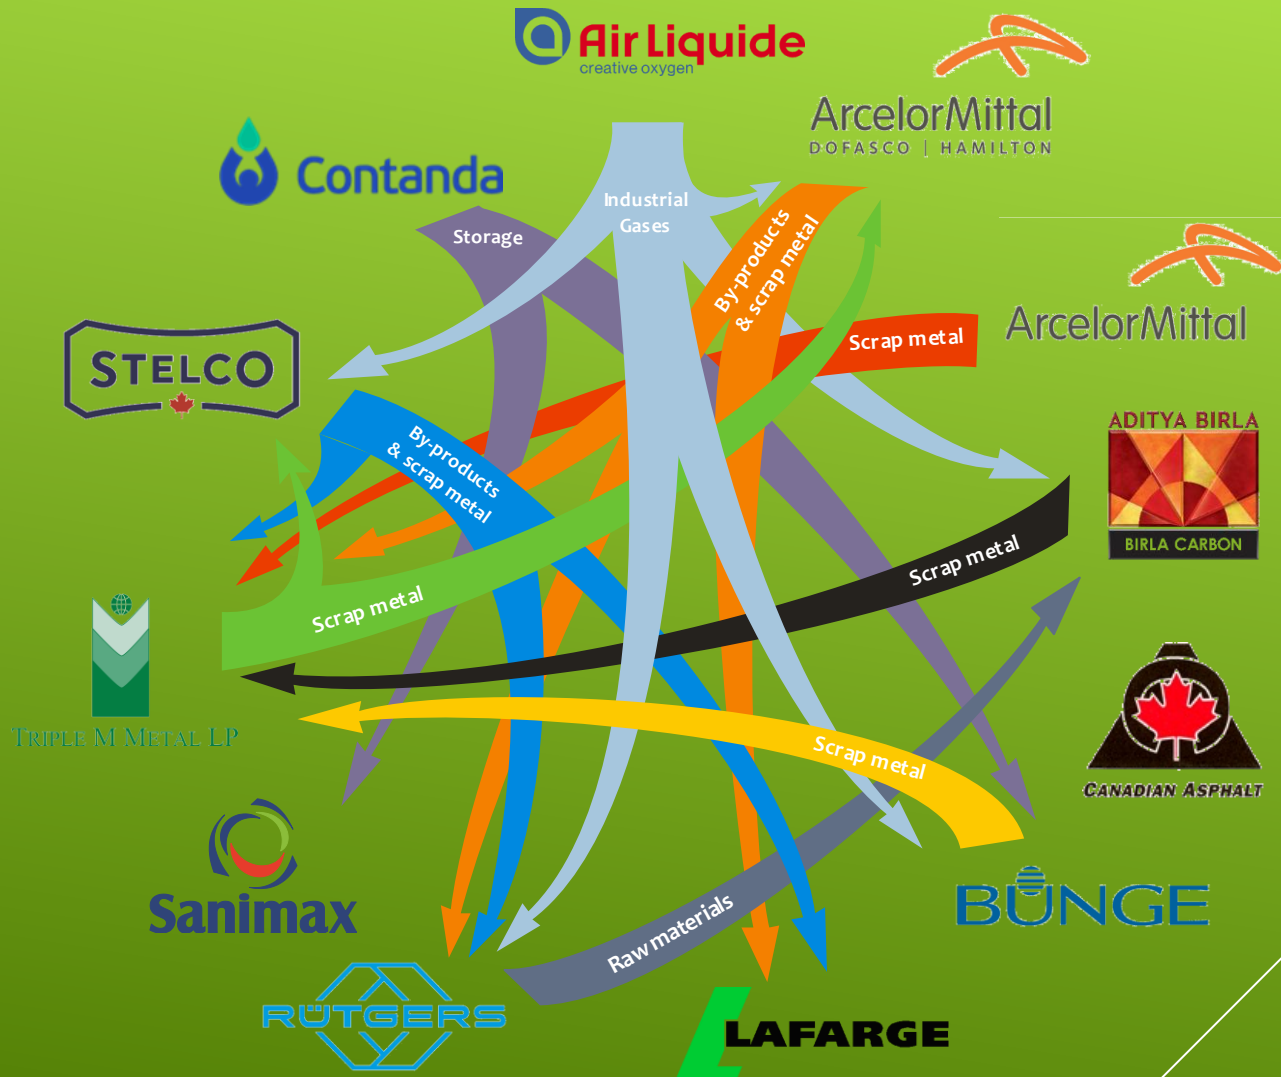 Air Liquide
creative oxygen
ArcelorMittal
DOFASCO | HAMILTON
Contanda
Industrial
Gases
Storage
By-products
& scrap metal
Scrap metal
ArcelorMittal
STELCO
By-products
& scrap metal
ADITYA BIRLA
BIRLA CARBON
Scrap metal
Scrap metal
TRIPLE M METAL LP
Scrap metal
CANADIAN ASPHALT
Sanimax
Raw materials
BUNGE
RÜTGERS
LAFARGE